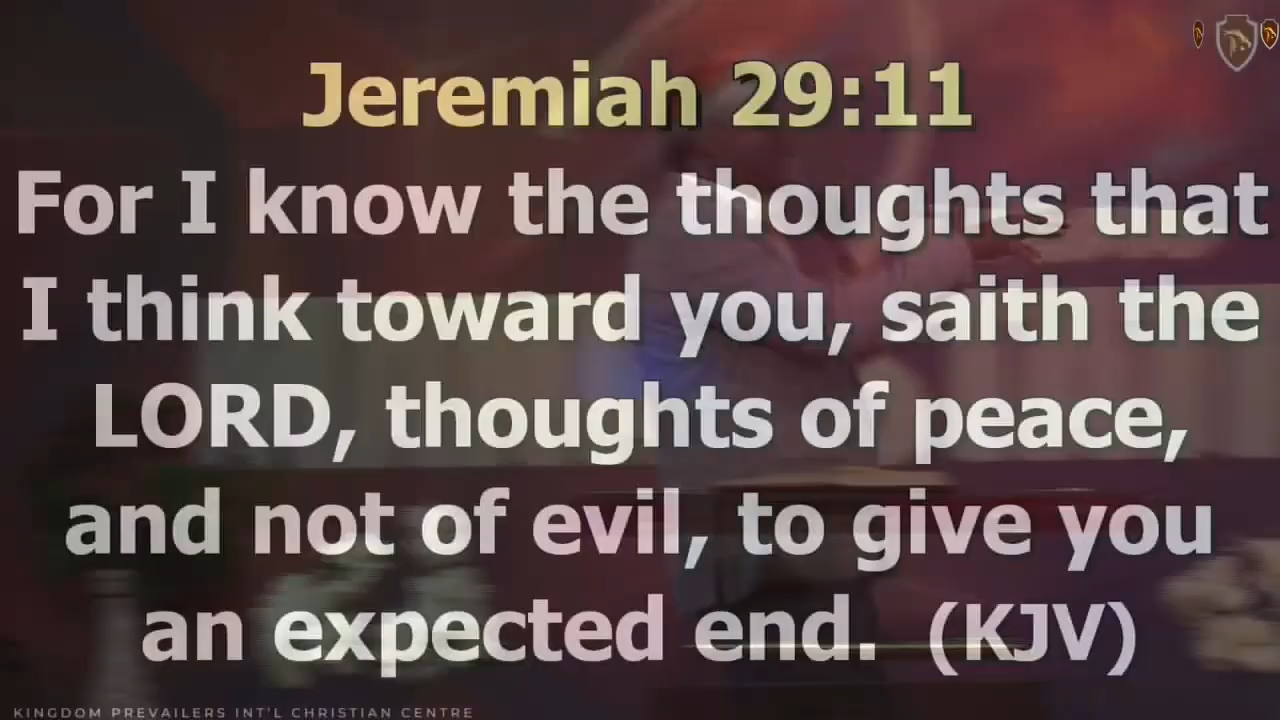 Jeremiah 29:11
For I know the thoughts that
I think toward you, saith the
LORD, thoughts of peace,
and not of evil, to give you
an expected end. (KJV)
KINGDOM PREVAILERS INT'L CHRISTIAN CENTRE